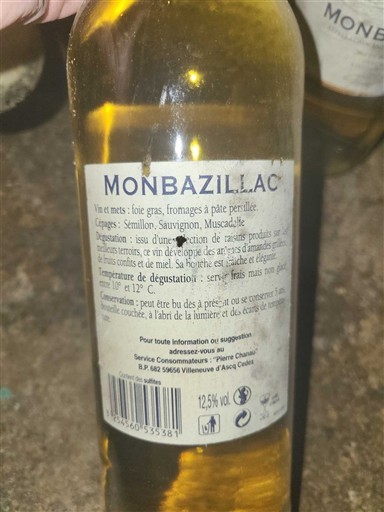 MONBAZILLAC
Vin et mets : foie gras, fromages à pâte persillée.
Cépages : Sémillon, Sauvignon, Muscadelle
Dégustation : issu d'une sélection de raisins produits sur les
meilleurs terroirs, ce vin développe des arômes d'amandes grillées,
de fruits confits et de miel. Sa bouche est fraîche et élégante.
Température de dégustation : servir frais mais non glacé,
entre 10° et 12° C.
Conservation : peut être bu dès à présent ou se conserver 5 ans,
bouteille couchée, à l'abri de la lumière et des écarts de
Pour toute information ou suggestion,
adressez-vous au
Service Consommateurs : "Pierre Chanau"
B.P. 682 59656 Villeneuve d'Ascq Cedex
Contient des sulfites
12,5% vol.
560 535381
MONB